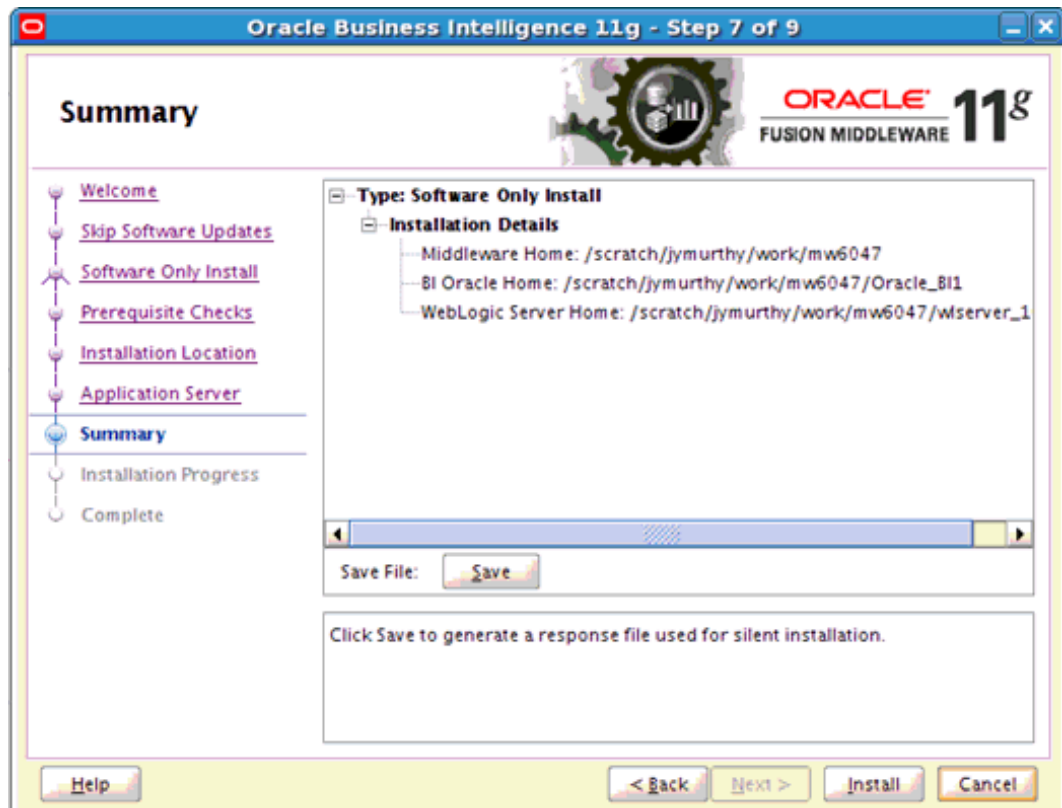 Oracle Business Intelligence 11g - Step 7 of 9
Summary
ORACLE
FUSION MIDDLEWARE 11g
Welcome
Skip Software Updates
Software Only Install
Prerequisite Checks
Installation Location
Application Server
Summary
Installation Progress
Complete
Type: Software Only Install
Installation Details
Middleware Home: /scratch/jymurthy/work/mw6047
BI Oracle Home: /scratch/jymurthy/work/mw6047/Oracle_BI1
WebLogic Server Home: /scratch/jymurthy/work/mw6047/wlserver_1
Save File: Save
Click Save to generate a response file used for silent installation.
Help < Back Next > Install Cancel